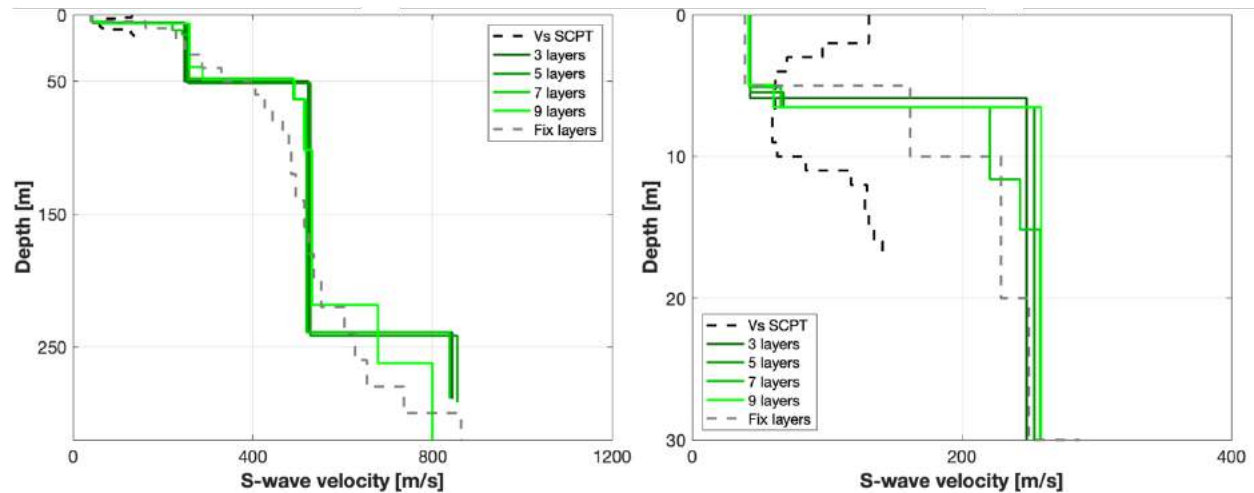 0
50
150
250
Depth [m]
0
400
800
1200
S-wave velocity [m/s]
Vs SCPT
3 layers
5 layers
7 layers
9 layers
Fix layers
0
10
20
30
Depth [m]
0
200
400
S-wave velocity [m/s]
Vs SCPT
3 layers
5 layers
7 layers
9 layers
Fix layers